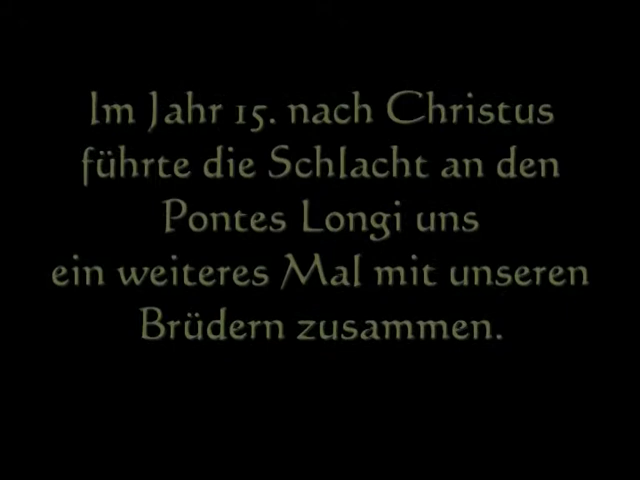 Im Jahr 15. nach Christus
führte die Schlacht an den
Pontes Longi uns
ein weiteres Mal mit unseren
Brüdern zusammen.